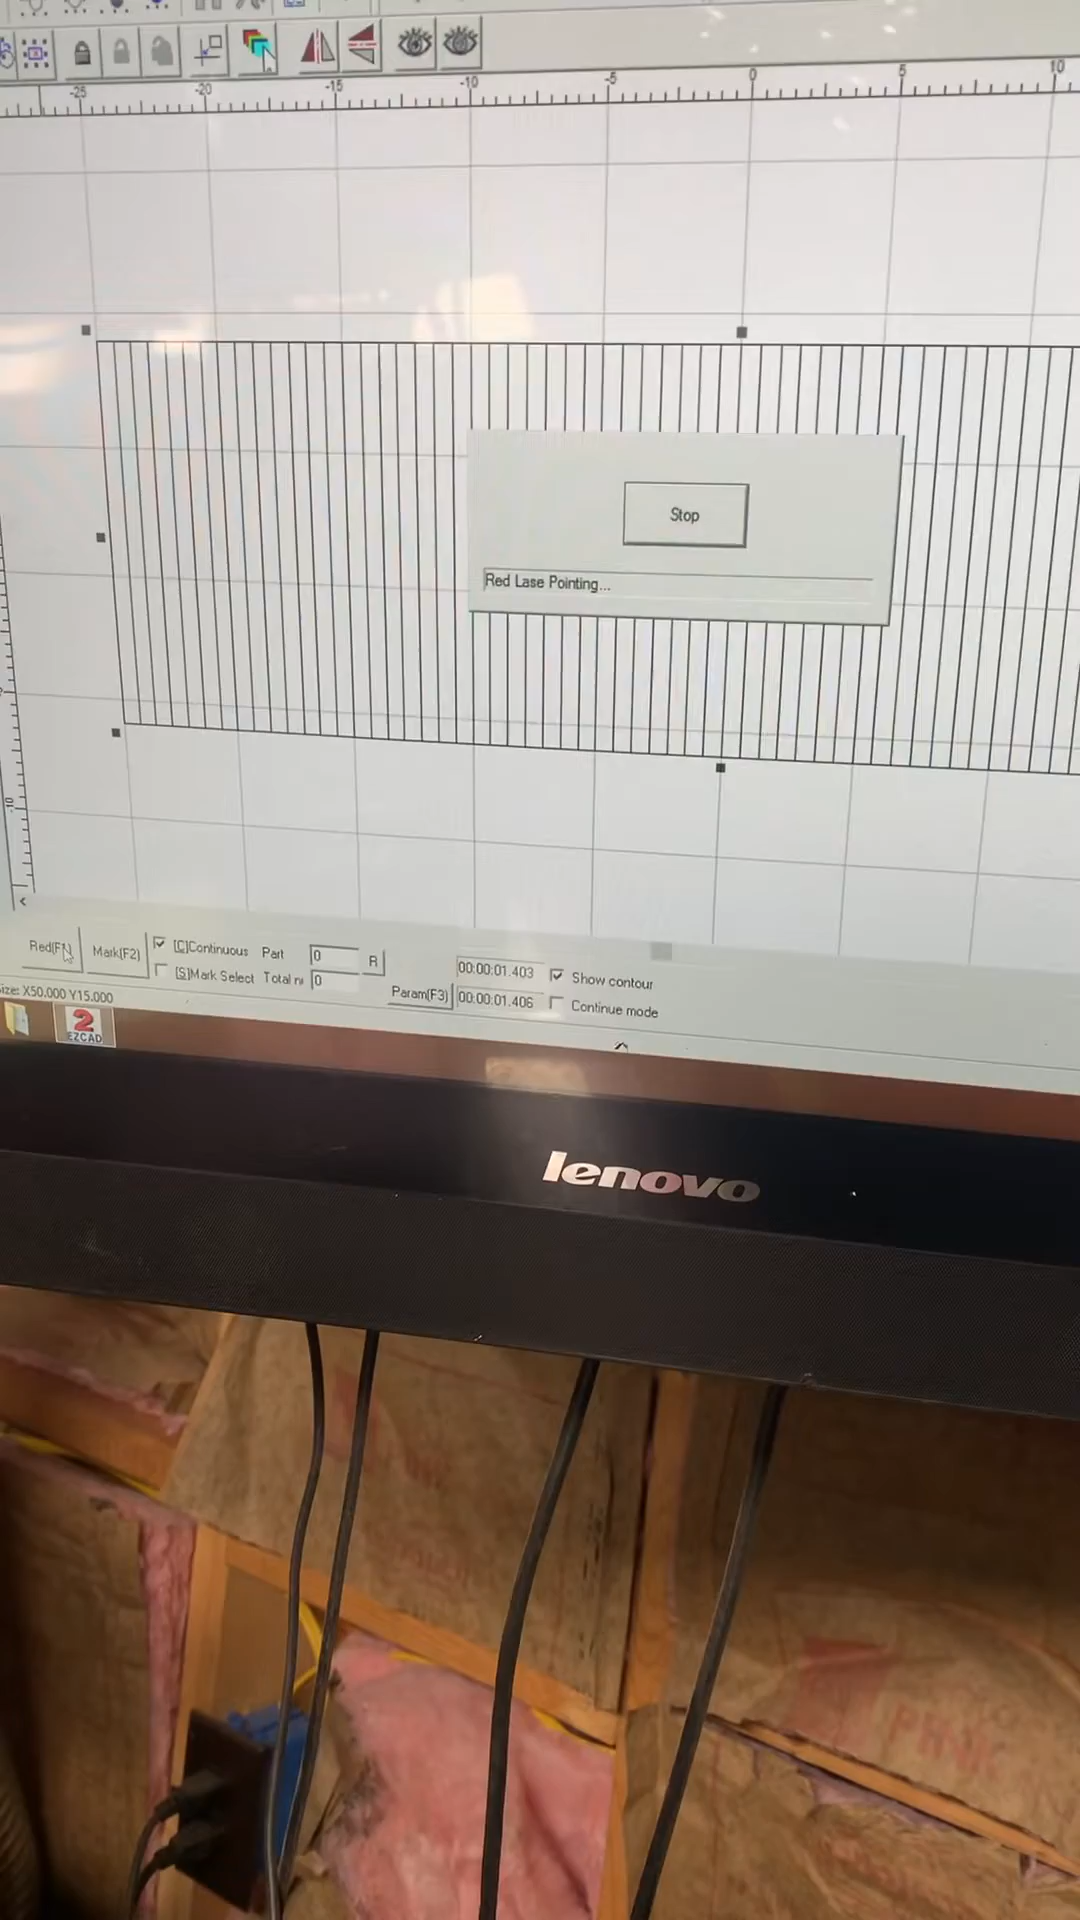 -25 -20 -15 -10 -5 0 5 10
Stop
Red Lase Pointing...
-10
Red(F1) Mark(F2) [C]Continuous Part 0 R 00:00:01.403 Show contour
[S]Mark Select Total n 0 Param(F3) 00:00:01.406 Continue mode
ize: X50.000 Y15.000
2
EZCAD
lenovo
PINK